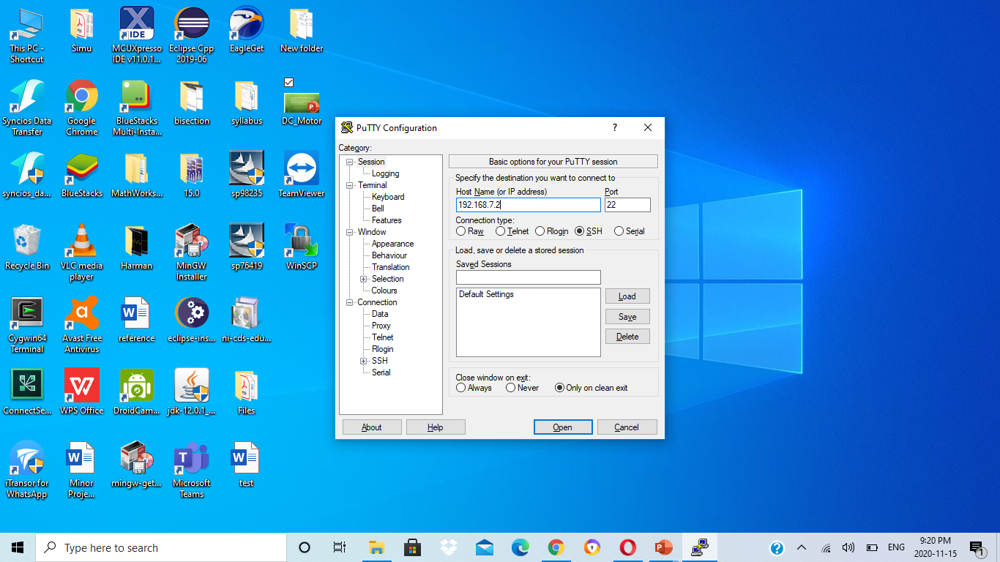 This PC -
Shortcut
Simu
MCUXpresso
IDE v11.0.1...
Eclipse Cpp
2019-06
EagleGet
New folder
X
IDE
PDF
Syncios Data
Transfer
Google
Chrome
BlueStacks
Multi-Insta...
bisection
syllabus
DC_Motor
syncios_da...
BlueStacks
MathWorks...
15.0
sp98235
TeamViewer
Recycle Bin
VLC media
player
Harman
MinGW
Installer
sp76419
WinSCP
Cygwin64
Terminal
Avast Free
Antivirus
reference
eclipse-ins...
ni-cds-edu...
ConnectSe...
WPS Office
DroidCam...
jdk-12.0.1_...
Files
iTransor for
WhatsApp
Minor
Proje...
mingw-get...
Microsoft
Teams
test
PuTTY Configuration
?
Category:
Session
Logging
Terminal
Keyboard
Bell
Features
Window
Appearance
Behaviour
Translation
Selection
Colours
Connection
Data
Proxy
Telnet
Rlogin
SSH
Serial
Basic options for your PuTTY session
Specify the destination you want to connect to
Host Name (or IP address) Port
192.168.7.2 22
Connection type:
Raw Telnet Rlogin SSH Serial
Load, save or delete a stored session
Saved Sessions
Default Settings
Load
Save
Delete
Close window on exit:
Always Never Only on clean exit
About Help Open Cancel
Type here to search
ENG
9:20 PM
2020-11-15
1